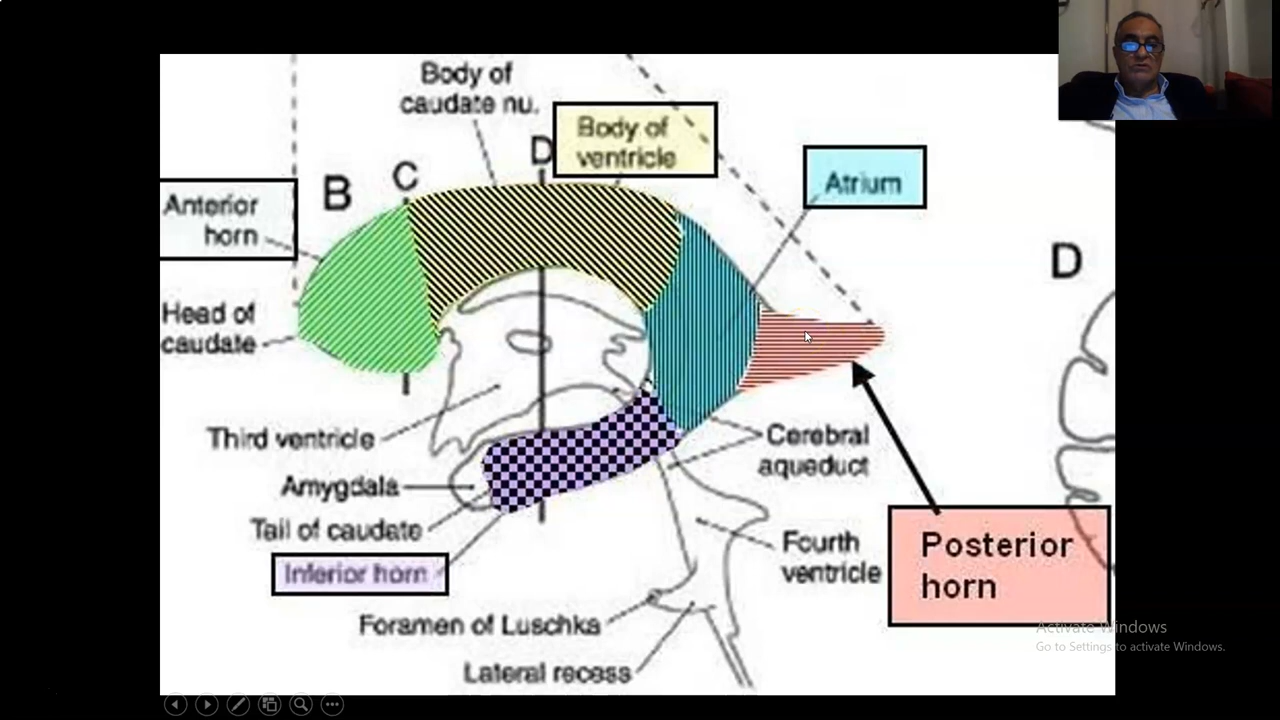 Body of
caudate nu.
Body of
ventricle
D
C
B
Atrium
Anterior
horn
D
Head of
caudate
Third ventricle
Cerebral
aqueduct
Amygdala
Tail of caudate
Inferior horn
Fourth
ventricle
Posterior
horn
Foramen of Luschka
Lateral recess
Activate Windows
Go to Settings to activate Windows.